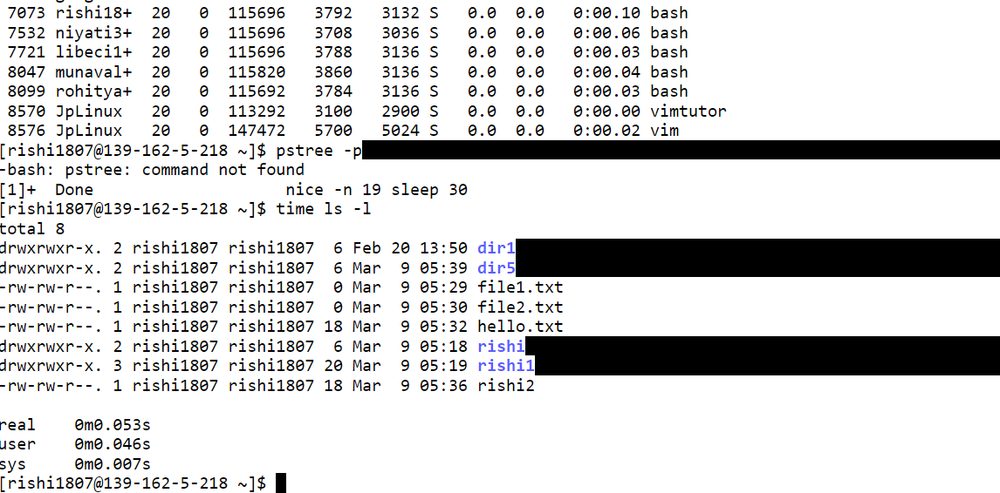 7073 rishi18+  20   0  115696   3792   3132 S   0.0  0.0   0:00.10 bash
7532 niyati3+  20   0  115696   3708   3036 S   0.0  0.0   0:00.06 bash
7721 libeci1+  20   0  115696   3788   3136 S   0.0  0.0   0:00.03 bash
8047 munaval+  20   0  115820   3860   3136 S   0.0  0.0   0:00.04 bash
8099 rohitya+  20   0  115692   3784   3136 S   0.0  0.0   0:00.03 bash
8570 JpLinux   20   0  113292   3100   2900 S   0.0  0.0   0:00.00 vimtutor
8576 JpLinux   20   0  147472   5700   5024 S   0.0  0.0   0:00.02 vim
[rishi1807@139-162-5-218 ~]$ pstree -p
-bash: pstree: command not found
[1]+  Done                    nice -n 19 sleep 30
[rishi1807@139-162-5-218 ~]$ time ls -l
total 8
drwxrwxr-x. 2 rishi1807 rishi1807  6 Feb 20 13:50 dir1
drwxrwxr-x. 2 rishi1807 rishi1807  6 Mar  9 05:39 dir5
-rw-rw-r--. 1 rishi1807 rishi1807  0 Mar  9 05:29 file1.txt
-rw-rw-r--. 1 rishi1807 rishi1807  0 Mar  9 05:30 file2.txt
-rw-rw-r--. 1 rishi1807 rishi1807 18 Mar  9 05:32 hello.txt
drwxrwxr-x. 2 rishi1807 rishi1807  6 Mar  9 05:18 rishi
drwxrwxr-x. 3 rishi1807 rishi1807 20 Mar  9 05:19 rishi1
-rw-rw-r--. 1 rishi1807 rishi1807 18 Mar  9 05:36 rishi2
real    0m0.053s
user    0m0.046s
sys     0m0.007s
[rishi1807@139-162-5-218 ~]$